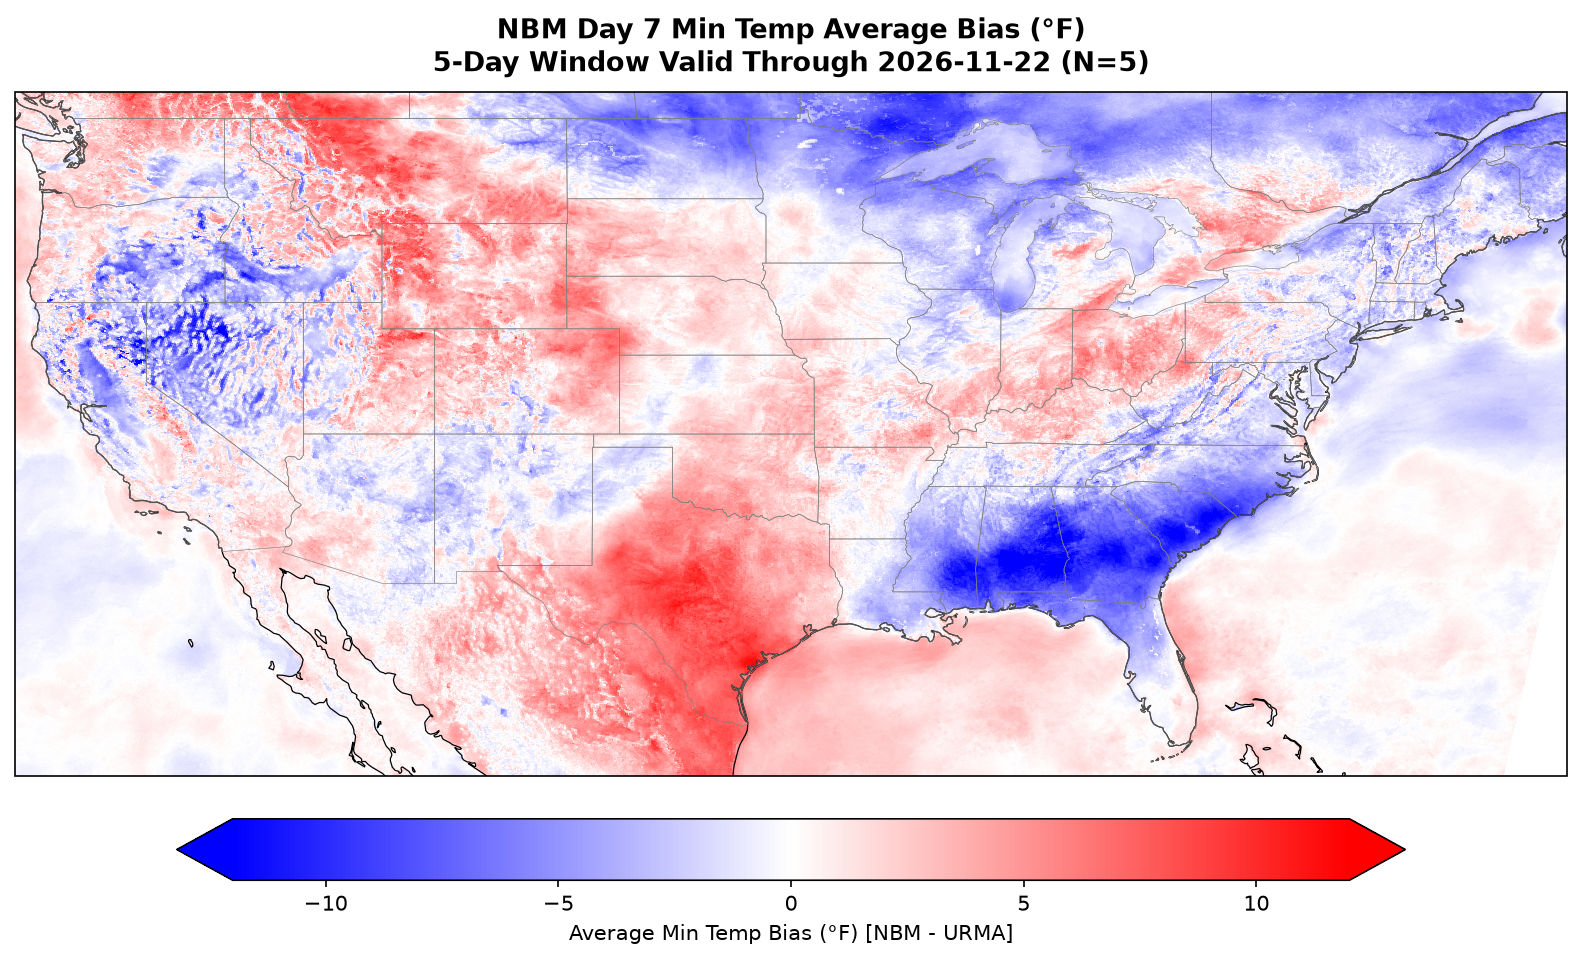 NBM Day 7 Min Temp Average Bias (°F)
5-Day Window Valid Through 2026-11-22 (N=5)
−10 −5 0 5 10
Average Min Temp Bias (°F) [NBM - URMA]